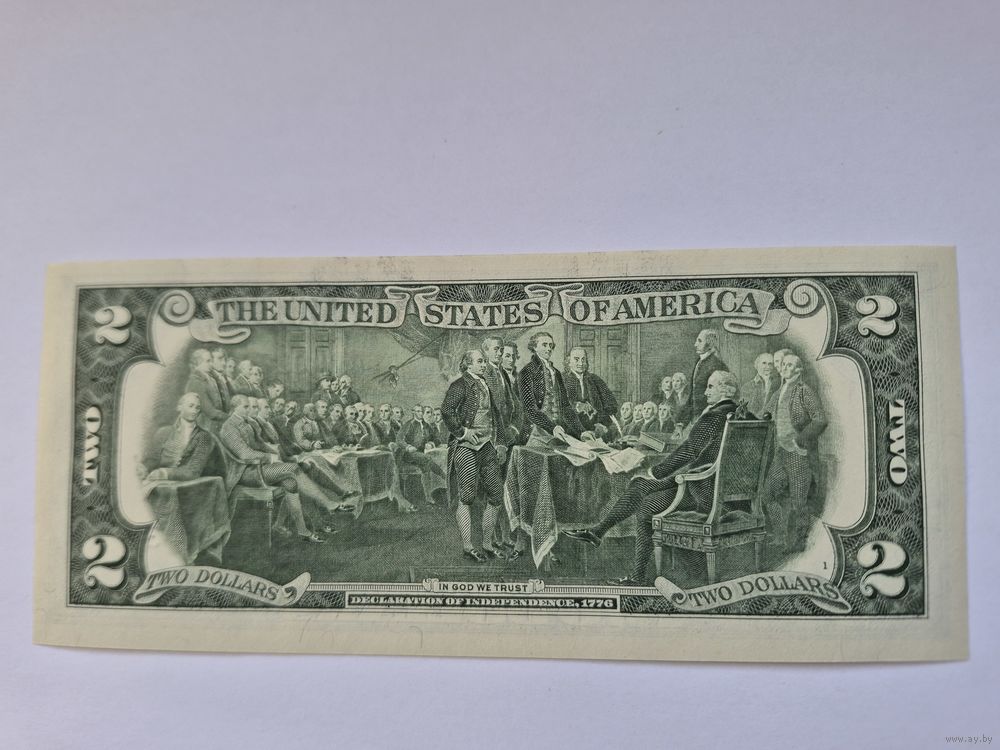 THE UNITED STATES OF AMERICA
2
2
TWO
TWO
2
2
TWO DOLLARS
IN GOD WE TRUST
1
TWO DOLLARS
DECLARATION OF INDEPENDENCE, 1776
www.ay.by